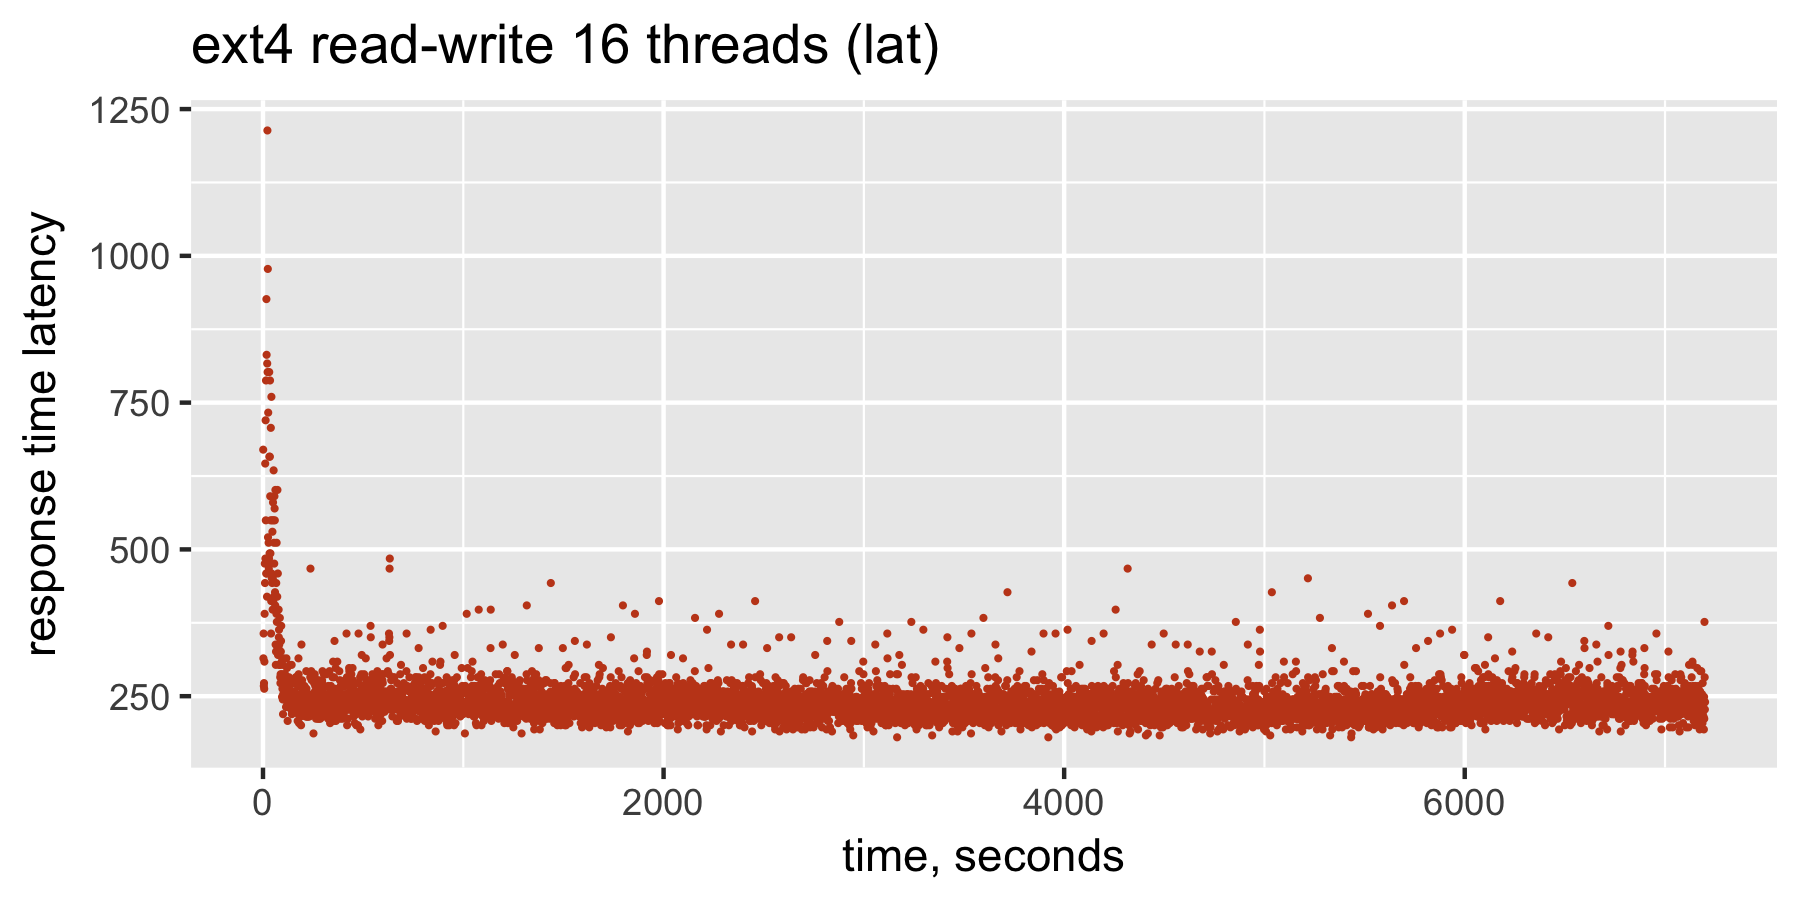 ext4 read-write 16 threads (lat)
response time latency
1250
1000
750
500
250
0 2000 4000 6000
time, seconds